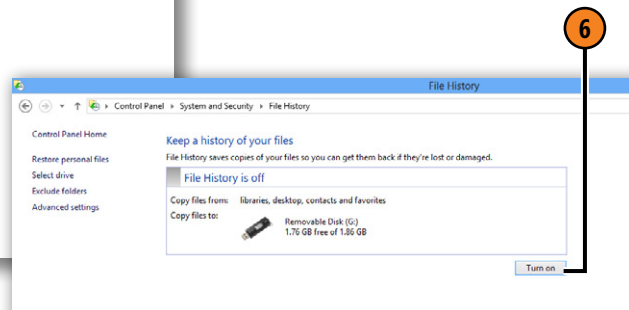 6
File History
Control Panel ▸ System and Security ▸ File History
Control Panel Home
Restore personal files
Select drive
Exclude folders
Advanced settings
Keep a history of your files
File History saves copies of your files so you can get them back if they're lost or damaged.
File History is off
Copy files from: libraries, desktop, contacts and favorites
Copy files to:
Removable Disk (G:)
1.76 GB free of 1.86 GB
Turn on